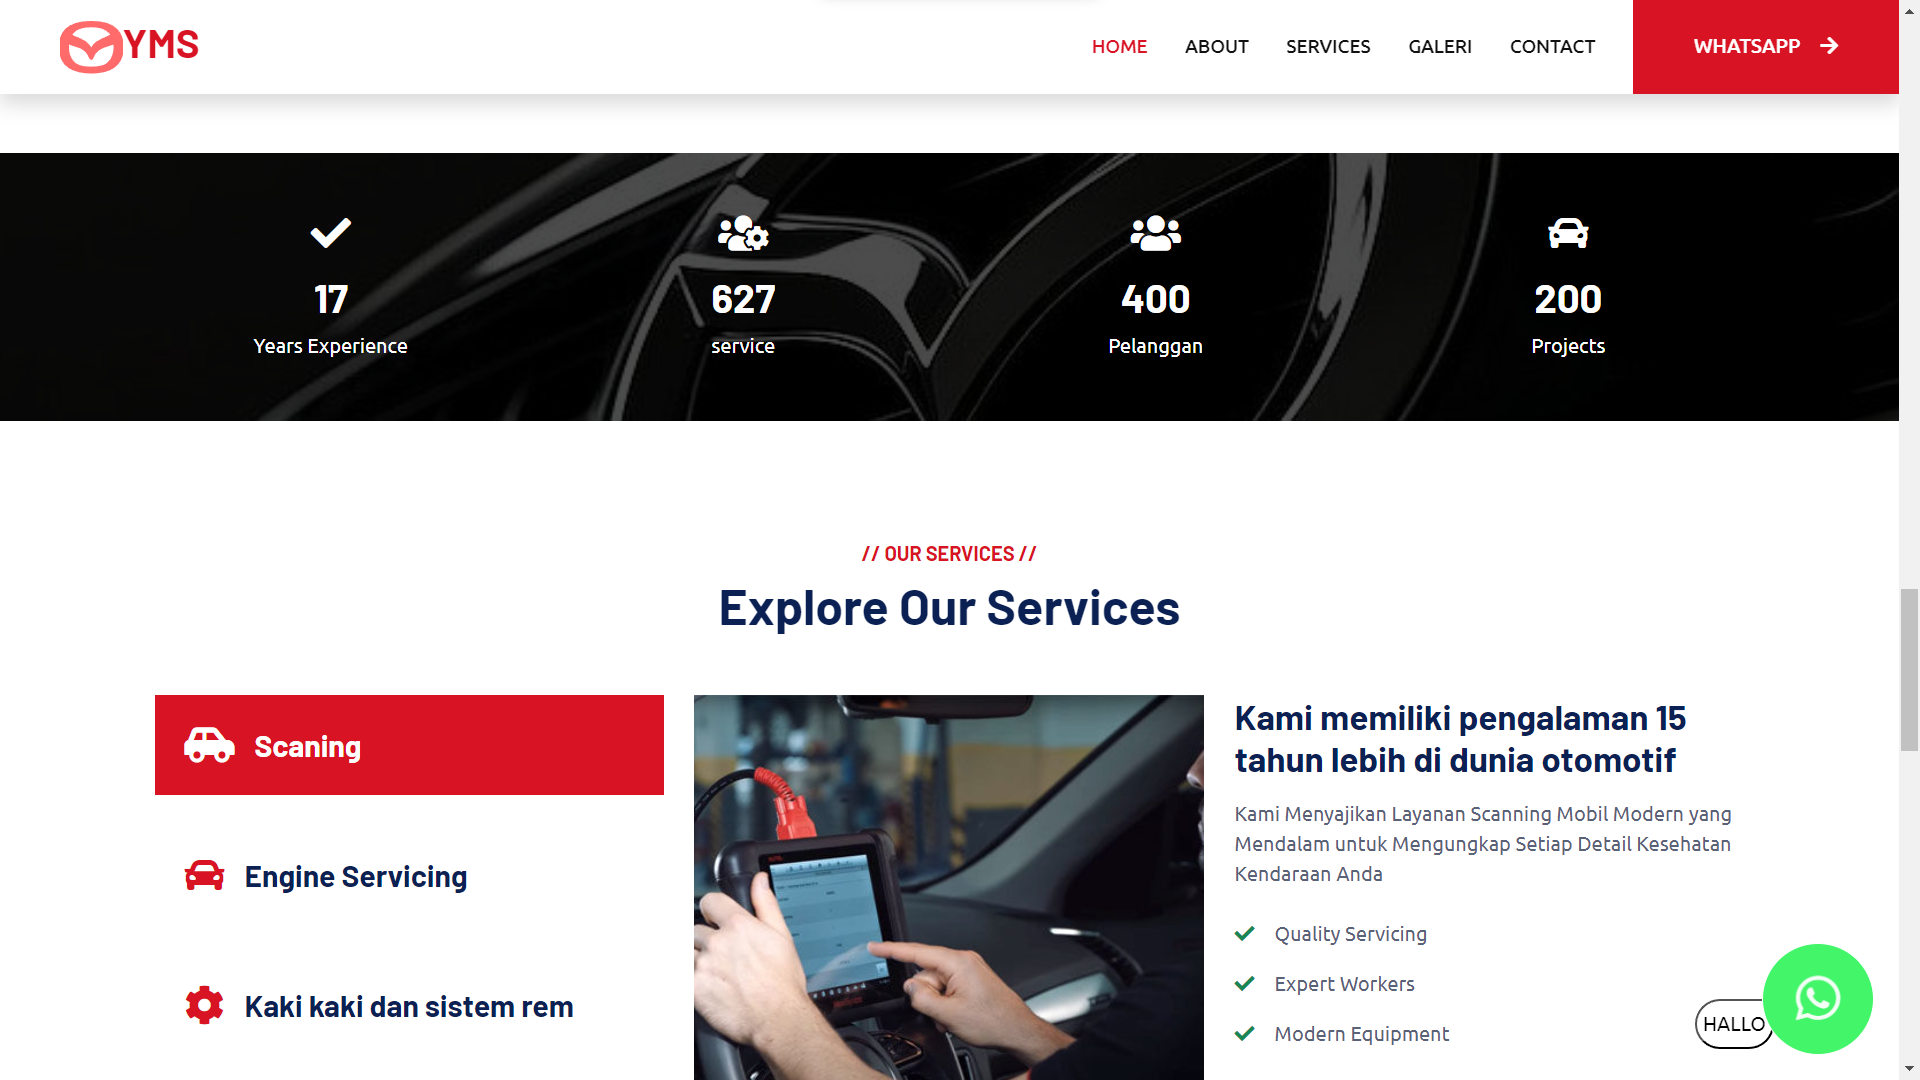 YMS
HOME
ABOUT
SERVICES
GALERI
CONTACT
WHATSAPP
17
Years Experience
627
service
400
Pelanggan
200
Projects
// OUR SERVICES //
Explore Our Services
Scaning
Engine Servicing
Kaki kaki dan sistem rem
Kami memiliki pengalaman 15
tahun lebih di dunia otomotif
Kami Menyajikan Layanan Scanning Mobil Modern yang
Mendalam untuk Mengungkap Setiap Detail Kesehatan
Kendaraan Anda
Quality Servicing
Expert Workers
Modern Equipment
HALLO